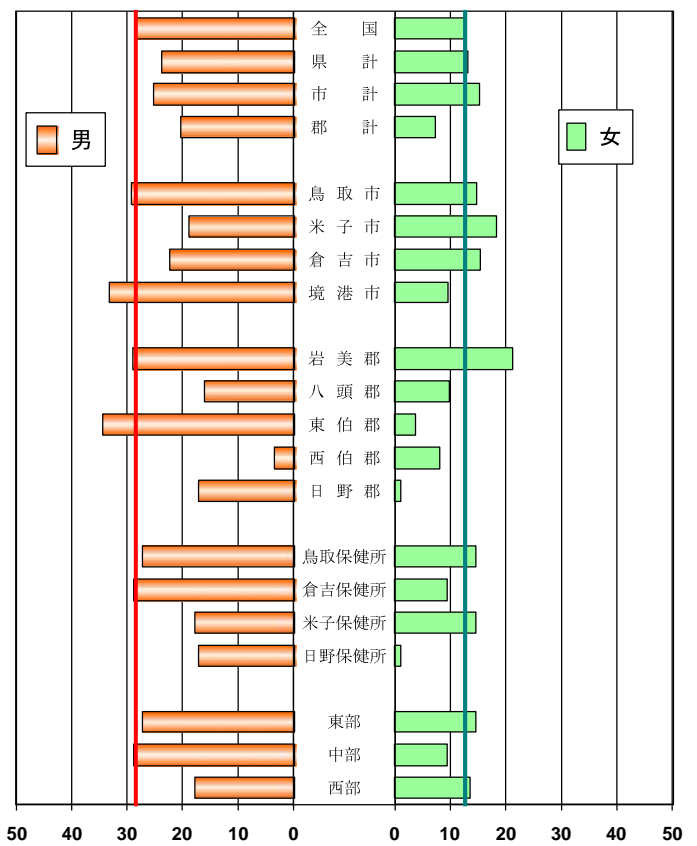 全 国
県 計
市 計
郡 計
男
女
鳥 取 市
米 子 市
倉 吉 市
境 港 市
岩 美 郡
八 頭 郡
東 伯 郡
西 伯 郡
日 野 郡
鳥取保健所
倉吉保健所
米子保健所
日野保健所
東部
中部
西部
50 40 30 20 10 0 0 10 20 30 40 50